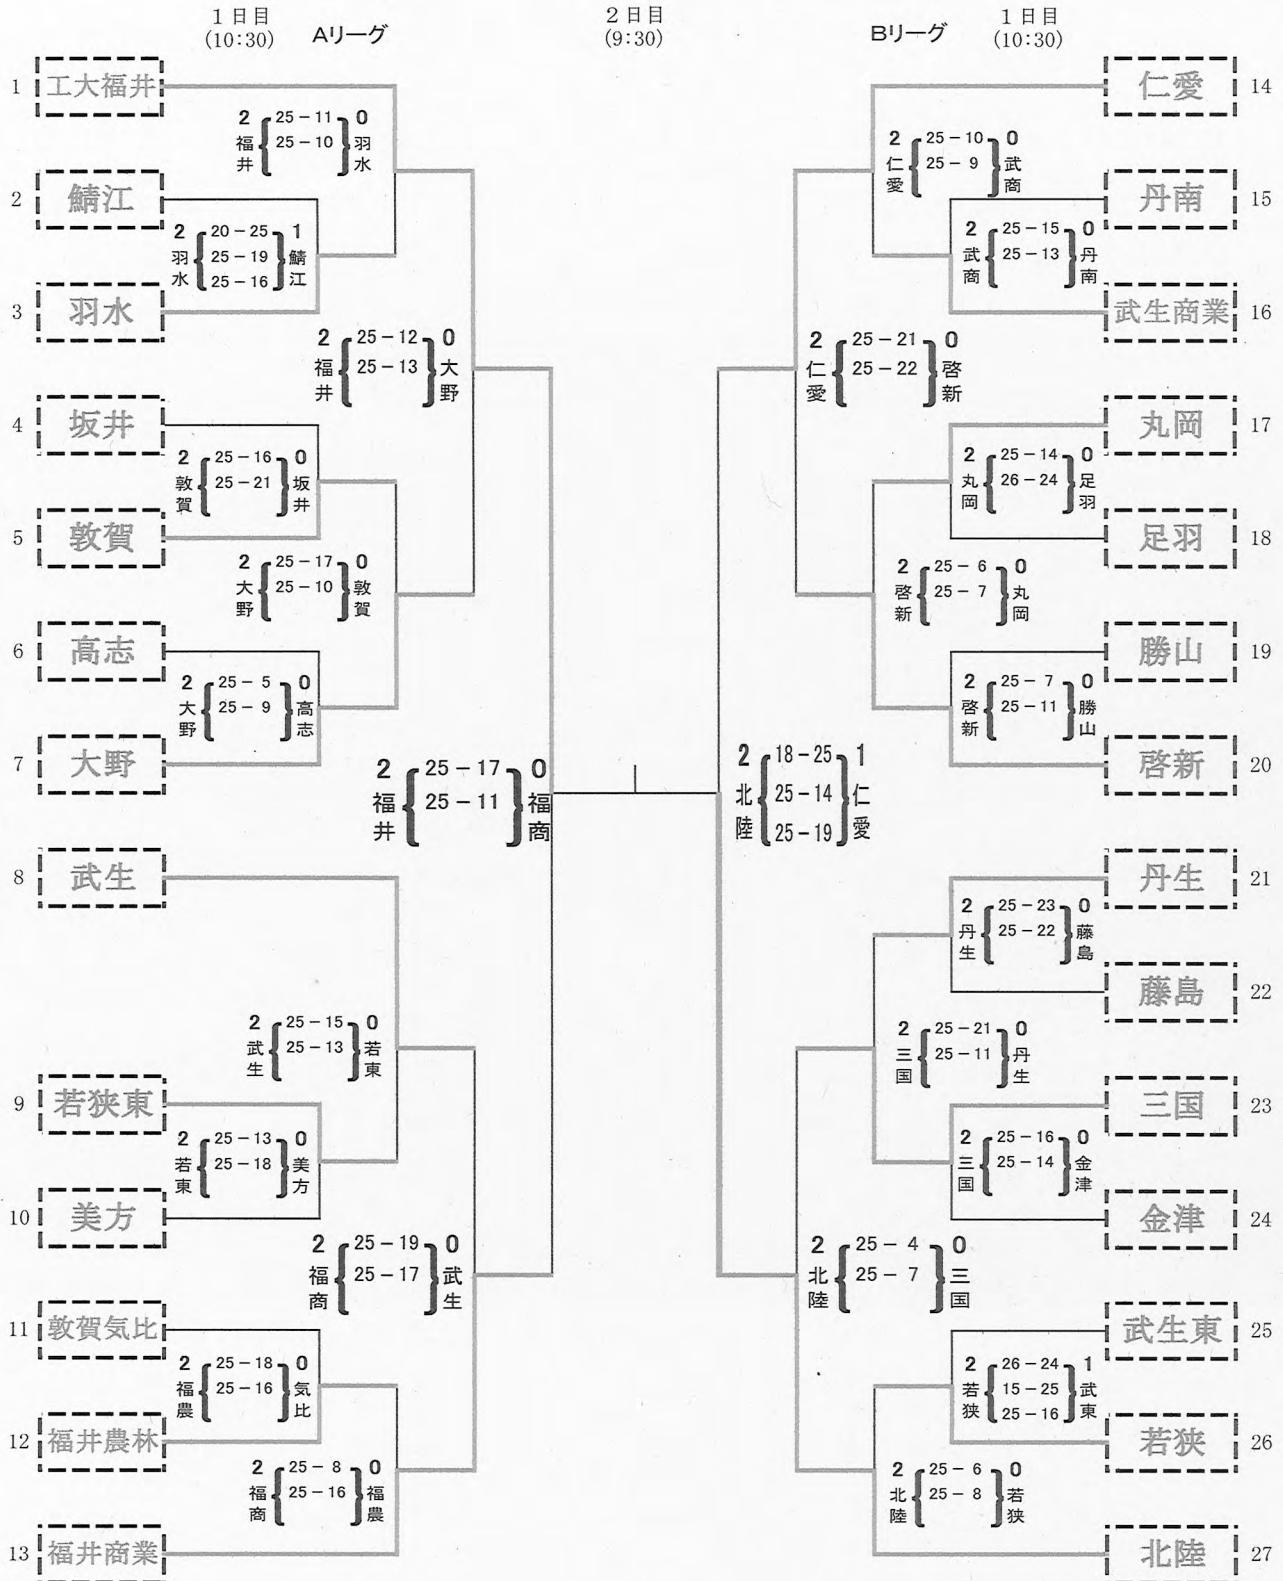 1日目
(10:30)
Aリーグ
2日目
(9:30)
Bリーグ
1日目
(10:30)
1 工大福井
2 鯖江
3 羽水
4 坂井
5 敦賀
6 高志
7 大野
8 武生
9 若狭東
10 美方
11 敦賀気比
12 福井農林
13 福井商業
2 福井 25-11 0 羽水
25-10
2 羽水 20-25 1 鯖江
25-19
25-16
2 福井 25-12 0 大野
25-13
2 敦賀 25-16 0 坂井
25-21
2 大野 25-17 0 敦賀
25-10
2 大野 25-5 0 高志
25-9
2 福井 25-17 0 福商
25-11
2 武生 25-15 0 若東
25-13
2 若東 25-13 0 美方
25-18
2 福商 25-19 0 武生
25-17
2 福農 25-18 0 気比
25-16
2 福商 25-8 0 福農
25-16
14 仁愛
15 丹南
16 武生商業
17 丸岡
18 足羽
19 勝山
20 啓新
21 丹生
22 藤島
23 三国
24 金津
25 武生東
26 若狭
27 北陸
2 仁愛 25-10 0 武商
25-9
2 武商 25-15 0 丹南
25-13
2 仁愛 25-21 0 啓新
25-22
2 丸岡 25-14 0 足羽
26-24
2 啓新 25-6 0 丸岡
25-7
2 啓新 25-7 0 勝山
25-11
2 北陸 18-25 1 仁愛
25-14
25-19
2 丹生 25-23 0 藤島
25-22
2 三国 25-21 0 丹生
25-11
2 三国 25-16 0 金津
25-14
2 北陸 25-4 0 三国
25-7
2 若狭 26-24 1 武東
15-25
25-16
2 北陸 25-6 0 若狭
25-8